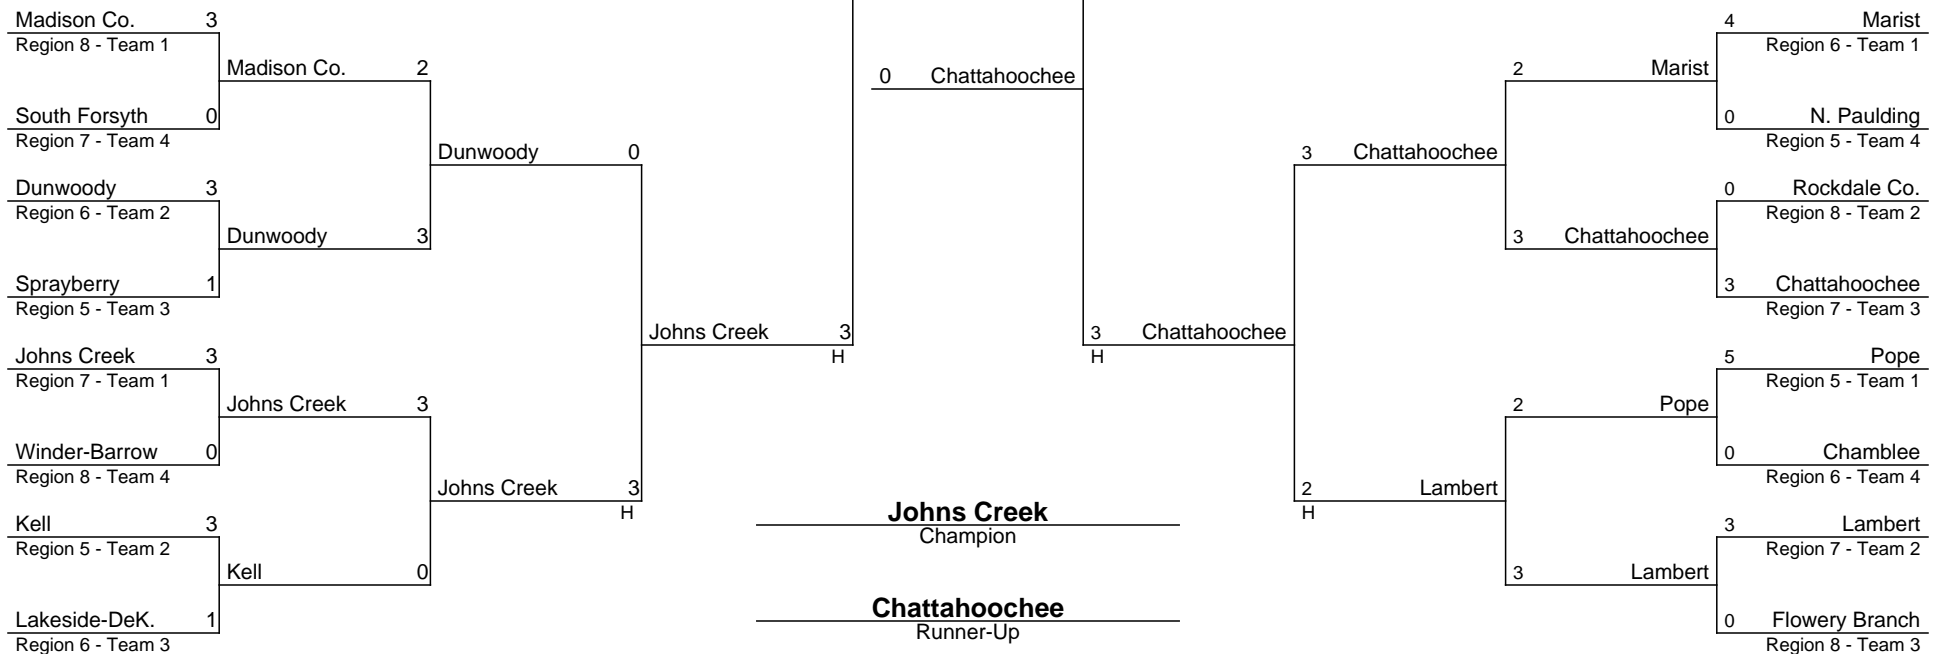 Madison Co. 3
Region 8 - Team 1
South Forsyth 0
Region 7 - Team 4
Dunwoody 3
Region 6 - Team 2
Sprayberry 1
Region 5 - Team 3
Johns Creek 3
Region 7 - Team 1
Winder-Barrow 0
Region 8 - Team 4
Kell 3
Region 5 - Team 2
Lakeside-DeK. 1
Region 6 - Team 3
Madison Co. 2
Dunwoody 3
Johns Creek 3
Kell 0
Dunwoody 0
Johns Creek 3
H
Johns Creek 3
H
0 Chattahoochee
Johns Creek
Champion
Chattahoochee
Runner-Up
3 Chattahoochee
H
3 Chattahoochee
2 Lambert
H
2 Marist
3 Chattahoochee
2 Pope
3 Lambert
4 Marist
Region 6 - Team 1
0 N. Paulding
Region 5 - Team 4
0 Rockdale Co.
Region 8 - Team 2
3 Chattahoochee
Region 7 - Team 3
5 Pope
Region 5 - Team 1
0 Chamblee
Region 6 - Team 4
3 Lambert
Region 7 - Team 2
0 Flowery Branch
Region 8 - Team 3